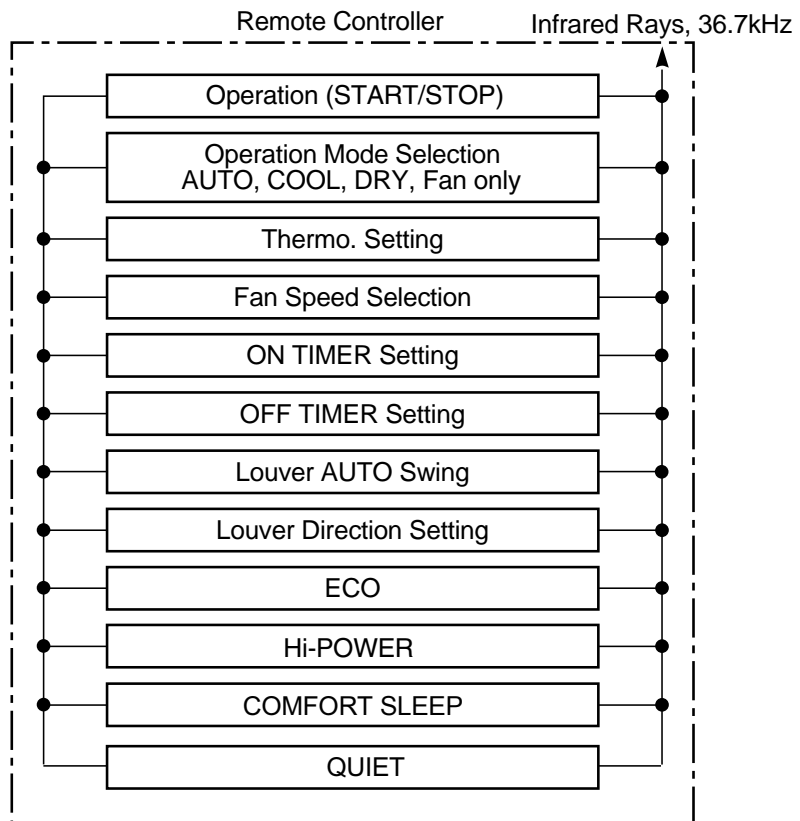 Remote Controller
Infrared Rays, 36.7kHz
Operation (START/STOP)
Operation Mode Selection
AUTO, COOL, DRY, Fan only
Thermo. Setting
Fan Speed Selection
ON TIMER Setting
OFF TIMER Setting
Louver AUTO Swing
Louver Direction Setting
ECO
Hi-POWER
COMFORT SLEEP
QUIET